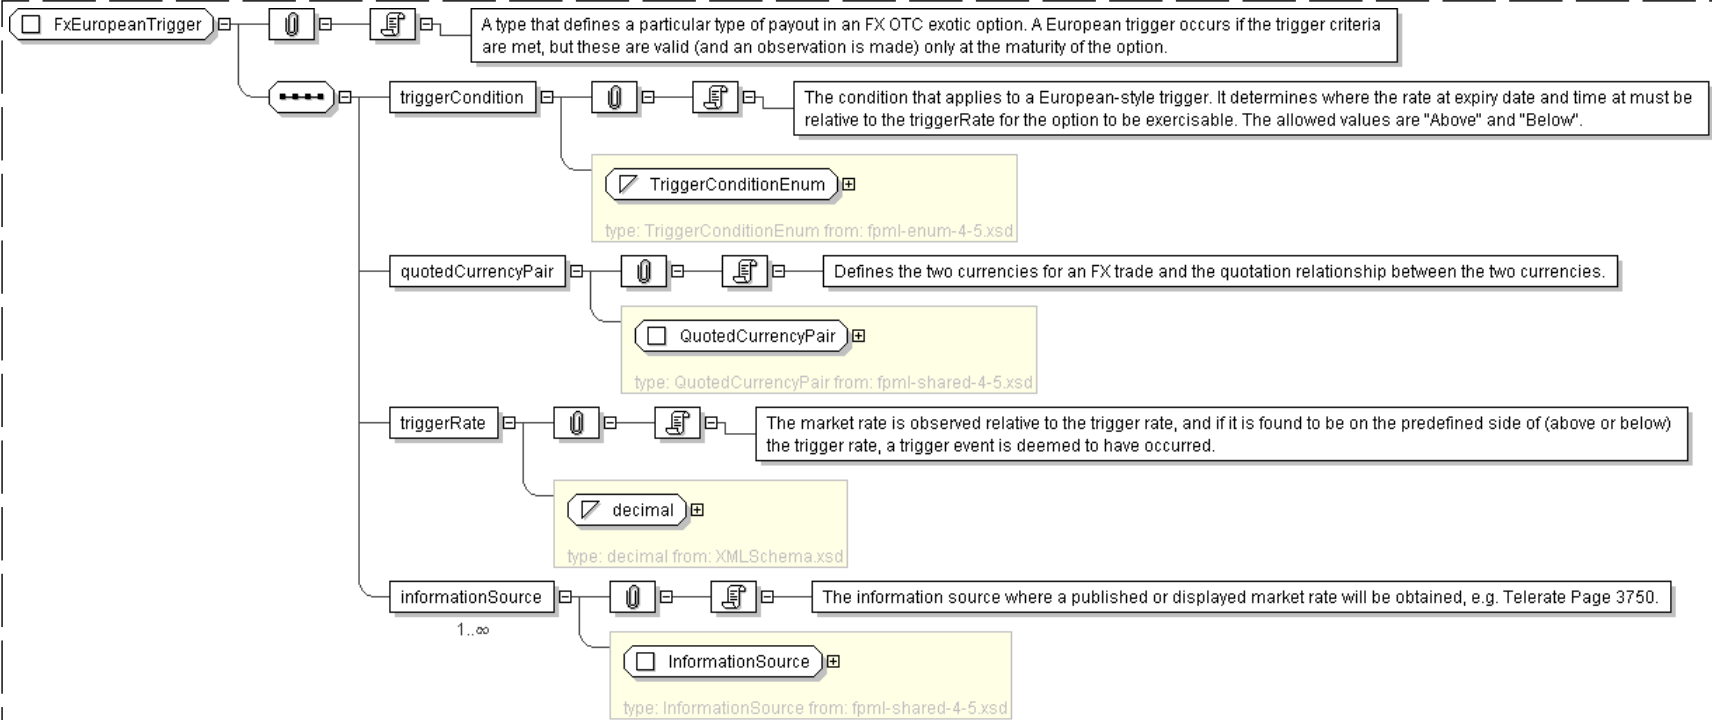 FxEuropeanTrigger
A type that defines a particular type of payout in an FX OTC exotic option. A European trigger occurs if the trigger criteria
are met, but these are valid (and an observation is made) only at the maturity of the option.
triggerCondition
The condition that applies to a European-style trigger. It determines where the rate at expiry date and time at must be
relative to the triggerRate for the option to be exercisable. The allowed values are "Above" and "Below".
TriggerConditionEnum
type: TriggerConditionEnum from: fpml-enum-4-5.xsd
quotedCurrencyPair
Defines the two currencies for an FX trade and the quotation relationship between the two currencies.
QuotedCurrencyPair
type: QuotedCurrencyPair from: fpml-shared-4-5.xsd
triggerRate
The market rate is observed relative to the trigger rate, and if it is found to be on the predefined side of (above or below)
the trigger rate, a trigger event is deemed to have occurred.
decimal
type: decimal from: XMLSchema.xsd
informationSource
The information source where a published or displayed market rate will be obtained, e.g. Telerate Page 3750.
1..∞
InformationSource
type: InformationSource from: fpml-shared-4-5.xsd